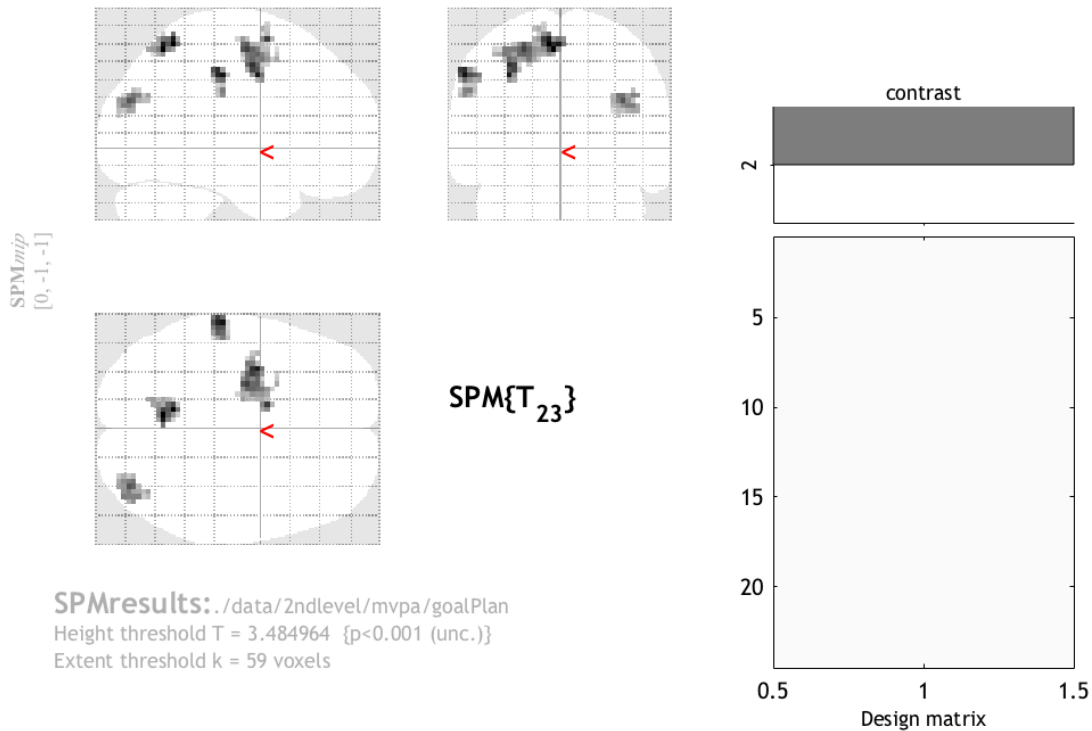 contrast
2
<
<
SPMmip
[0, -1, -1]
<
SPM{T23}
5
10
15
20
0.5 1 1.5
Design matrix
SPMresults: ./data/2ndlevel/mvpa/goalPlan
Height threshold T = 3.484964 {p<0.001 (unc.)}
Extent threshold k = 59 voxels